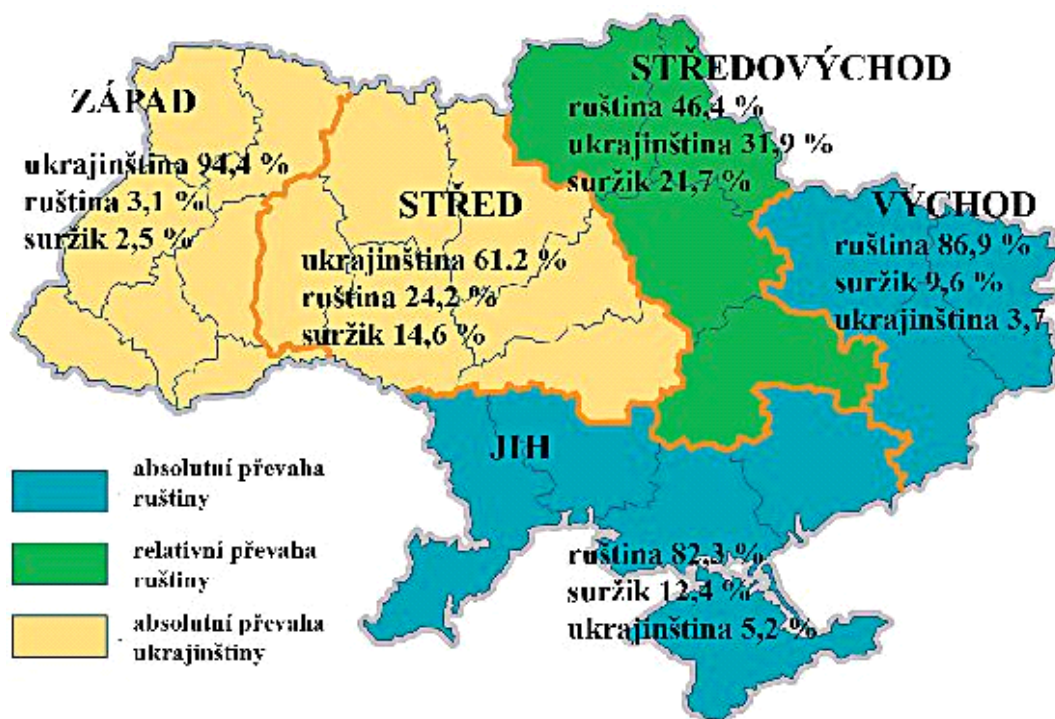 ZÁPAD
ukrajinština 94,4 %
ruština 3,1 %
suržik 2,5 %
STŘED
ukrajinština 61.2 %
ruština 24,2 %
suržik 14,6 %
STŘEDOVÝCHOD
ruština 46,4 %
ukrajinština 31,9 %
suržik 21,7 %
VÝCHOD
ruština 86,9 %
suržik 9,6 %
ukrajinština 3,7
JIH
ruština 82,3 %
suržik 12,4 %
ukrajinština 5,2 %
absolutní převaha
ruštiny
relativní převaha
ruštiny
absolutní převaha
ukrajinštiny